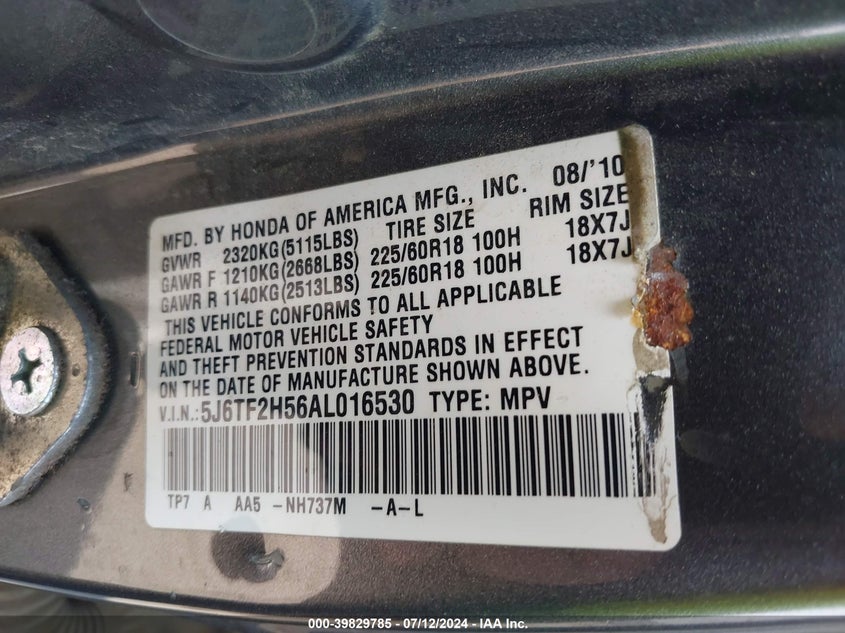 MFD. BY HONDA OF AMERICA MFG., INC. 08/'10
GVWR 2320KG(5115LBS) TIRE SIZE RIM SIZE
GAWR F 1210KG(2668LBS) 225/60R18 100H 18X7J
GAWR R 1140KG(2513LBS) 225/60R18 100H 18X7J
THIS VEHICLE CONFORMS TO ALL APPLICABLE
FEDERAL MOTOR VEHICLE SAFETY
AND THEFT PREVENTION STANDARDS IN EFFECT
ON THE DATE OF MANUFACTURE SHOWN ABOVE.
V.I.N.: 5J6TF2H56AL016530 TYPE: MPV
TP7 A AA5 -NH737M -A-L
000-39829785 - 07/12/2024 - IAA Inc.